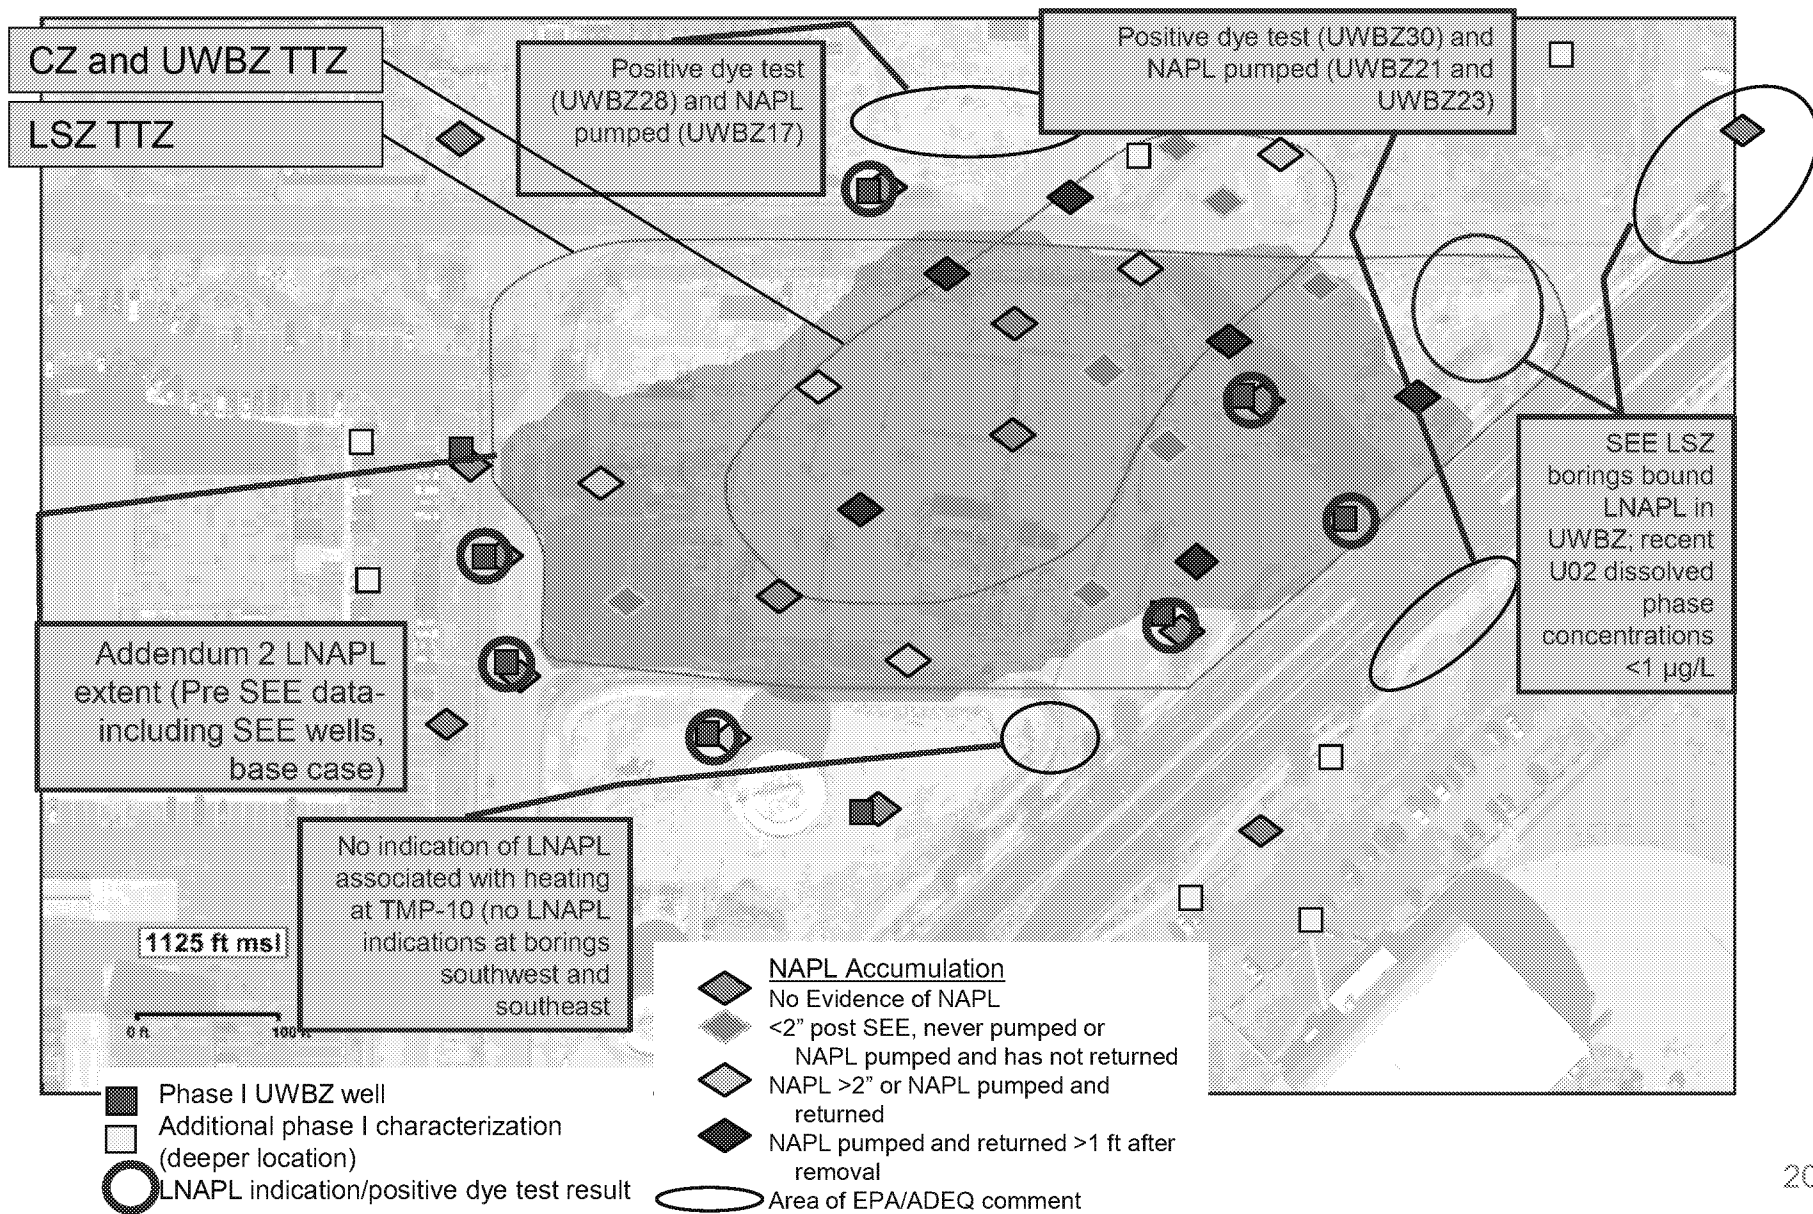 CZ and UWBZ TTZ
LSZ TTZ
Positive dye test
(UWBZ28) and NAPL
pumped (UWBZ17)
Positive dye test (UWBZ30) and
NAPL pumped (UWBZ21 and
UWBZ23)
SEE LSZ
borings bound
LNAPL in
UWBZ; recent
U02 dissolved
phase
concentrations
<1 µg/L
Addendum 2 LNAPL
extent (Pre SEE data-
including SEE wells,
base case)
No indication of LNAPL
associated with heating
at TMP-10 (no LNAPL
indications at borings
southwest and
southeast
1125 ft msl
0 ft 100 ft
Phase I UWBZ well
Additional phase I characterization
(deeper location)
LNAPL indication/positive dye test result
NAPL Accumulation
No Evidence of NAPL
<2” post SEE, never pumped or
NAPL pumped and has not returned
NAPL >2” or NAPL pumped and
returned
NAPL pumped and returned >1 ft after
removal
Area of EPA/ADEQ comment
20